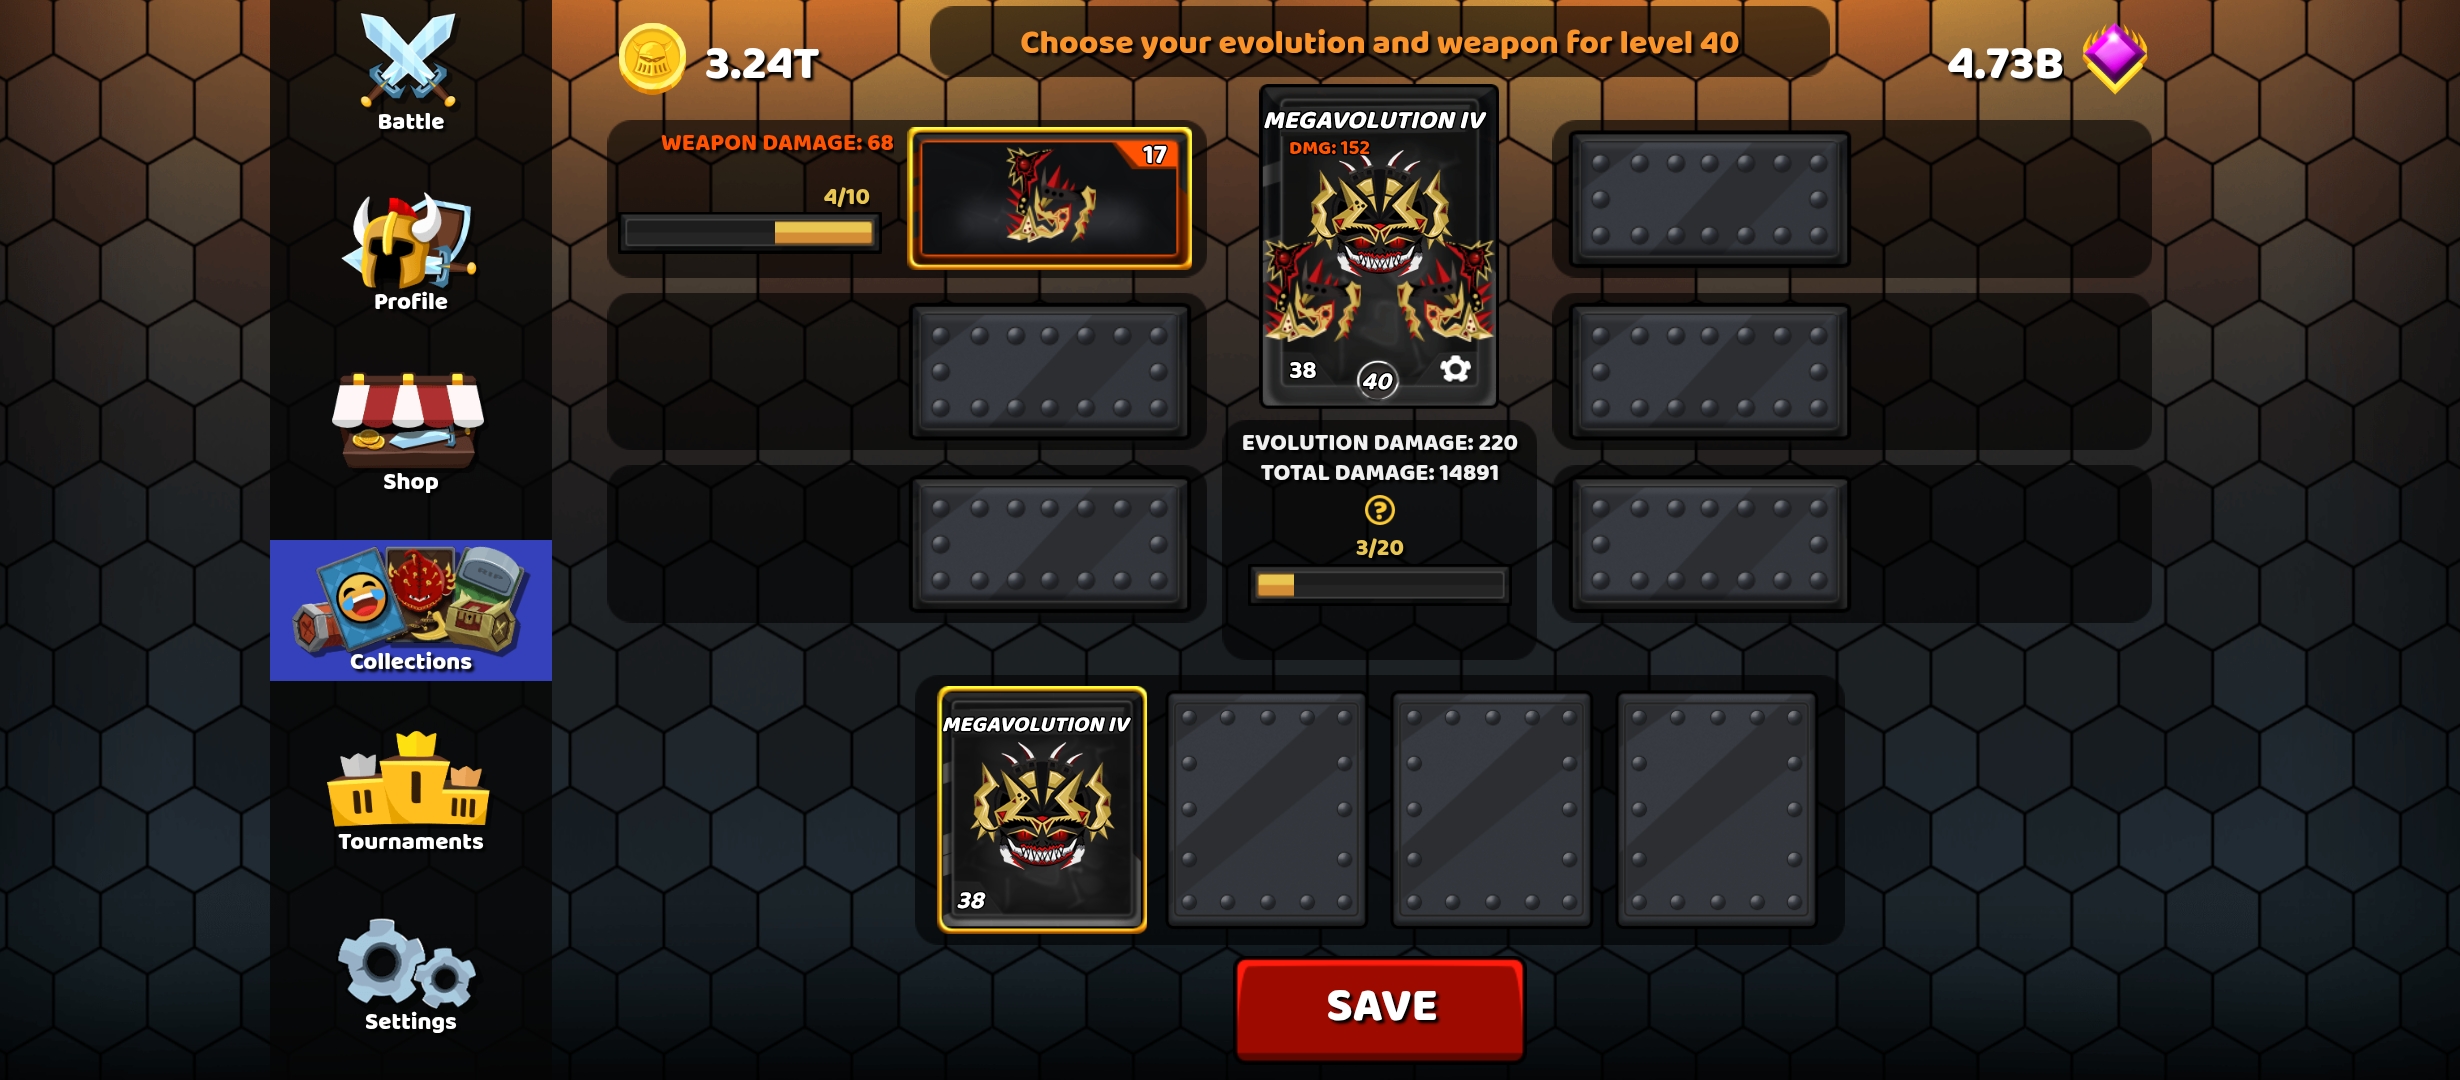 Battle
Profile
Shop
Collections
Tournaments
Settings
3.24T
Choose your evolution and weapon for level 40
4.73B
WEAPON DAMAGE: 68
4/10
17
MEGAVOLUTION IV
DMG: 152
38
40
EVOLUTION DAMAGE: 220
TOTAL DAMAGE: 14891
?
3/20
MEGAVOLUTION IV
38
SAVE